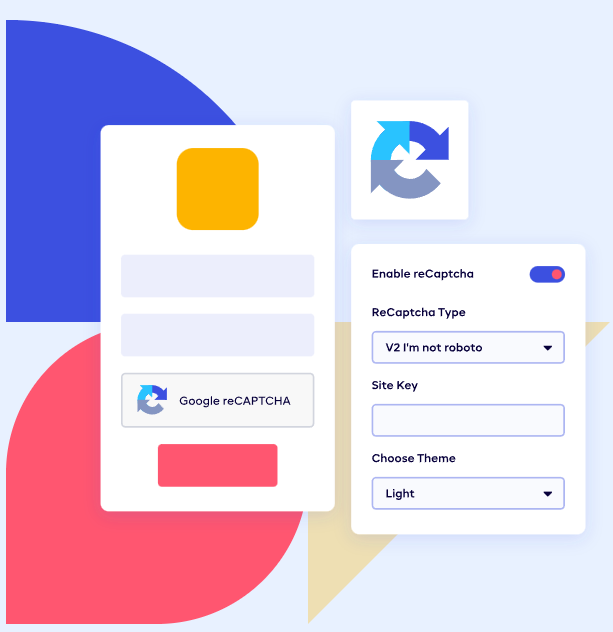 Google reCAPTCHA
Enable reCaptcha
ReCaptcha Type
V2 I'm not roboto
Site Key
Choose Theme
Light